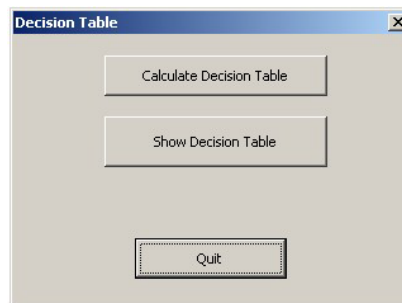 Decision Table
Calculate Decision Table
Show Decision Table
Quit